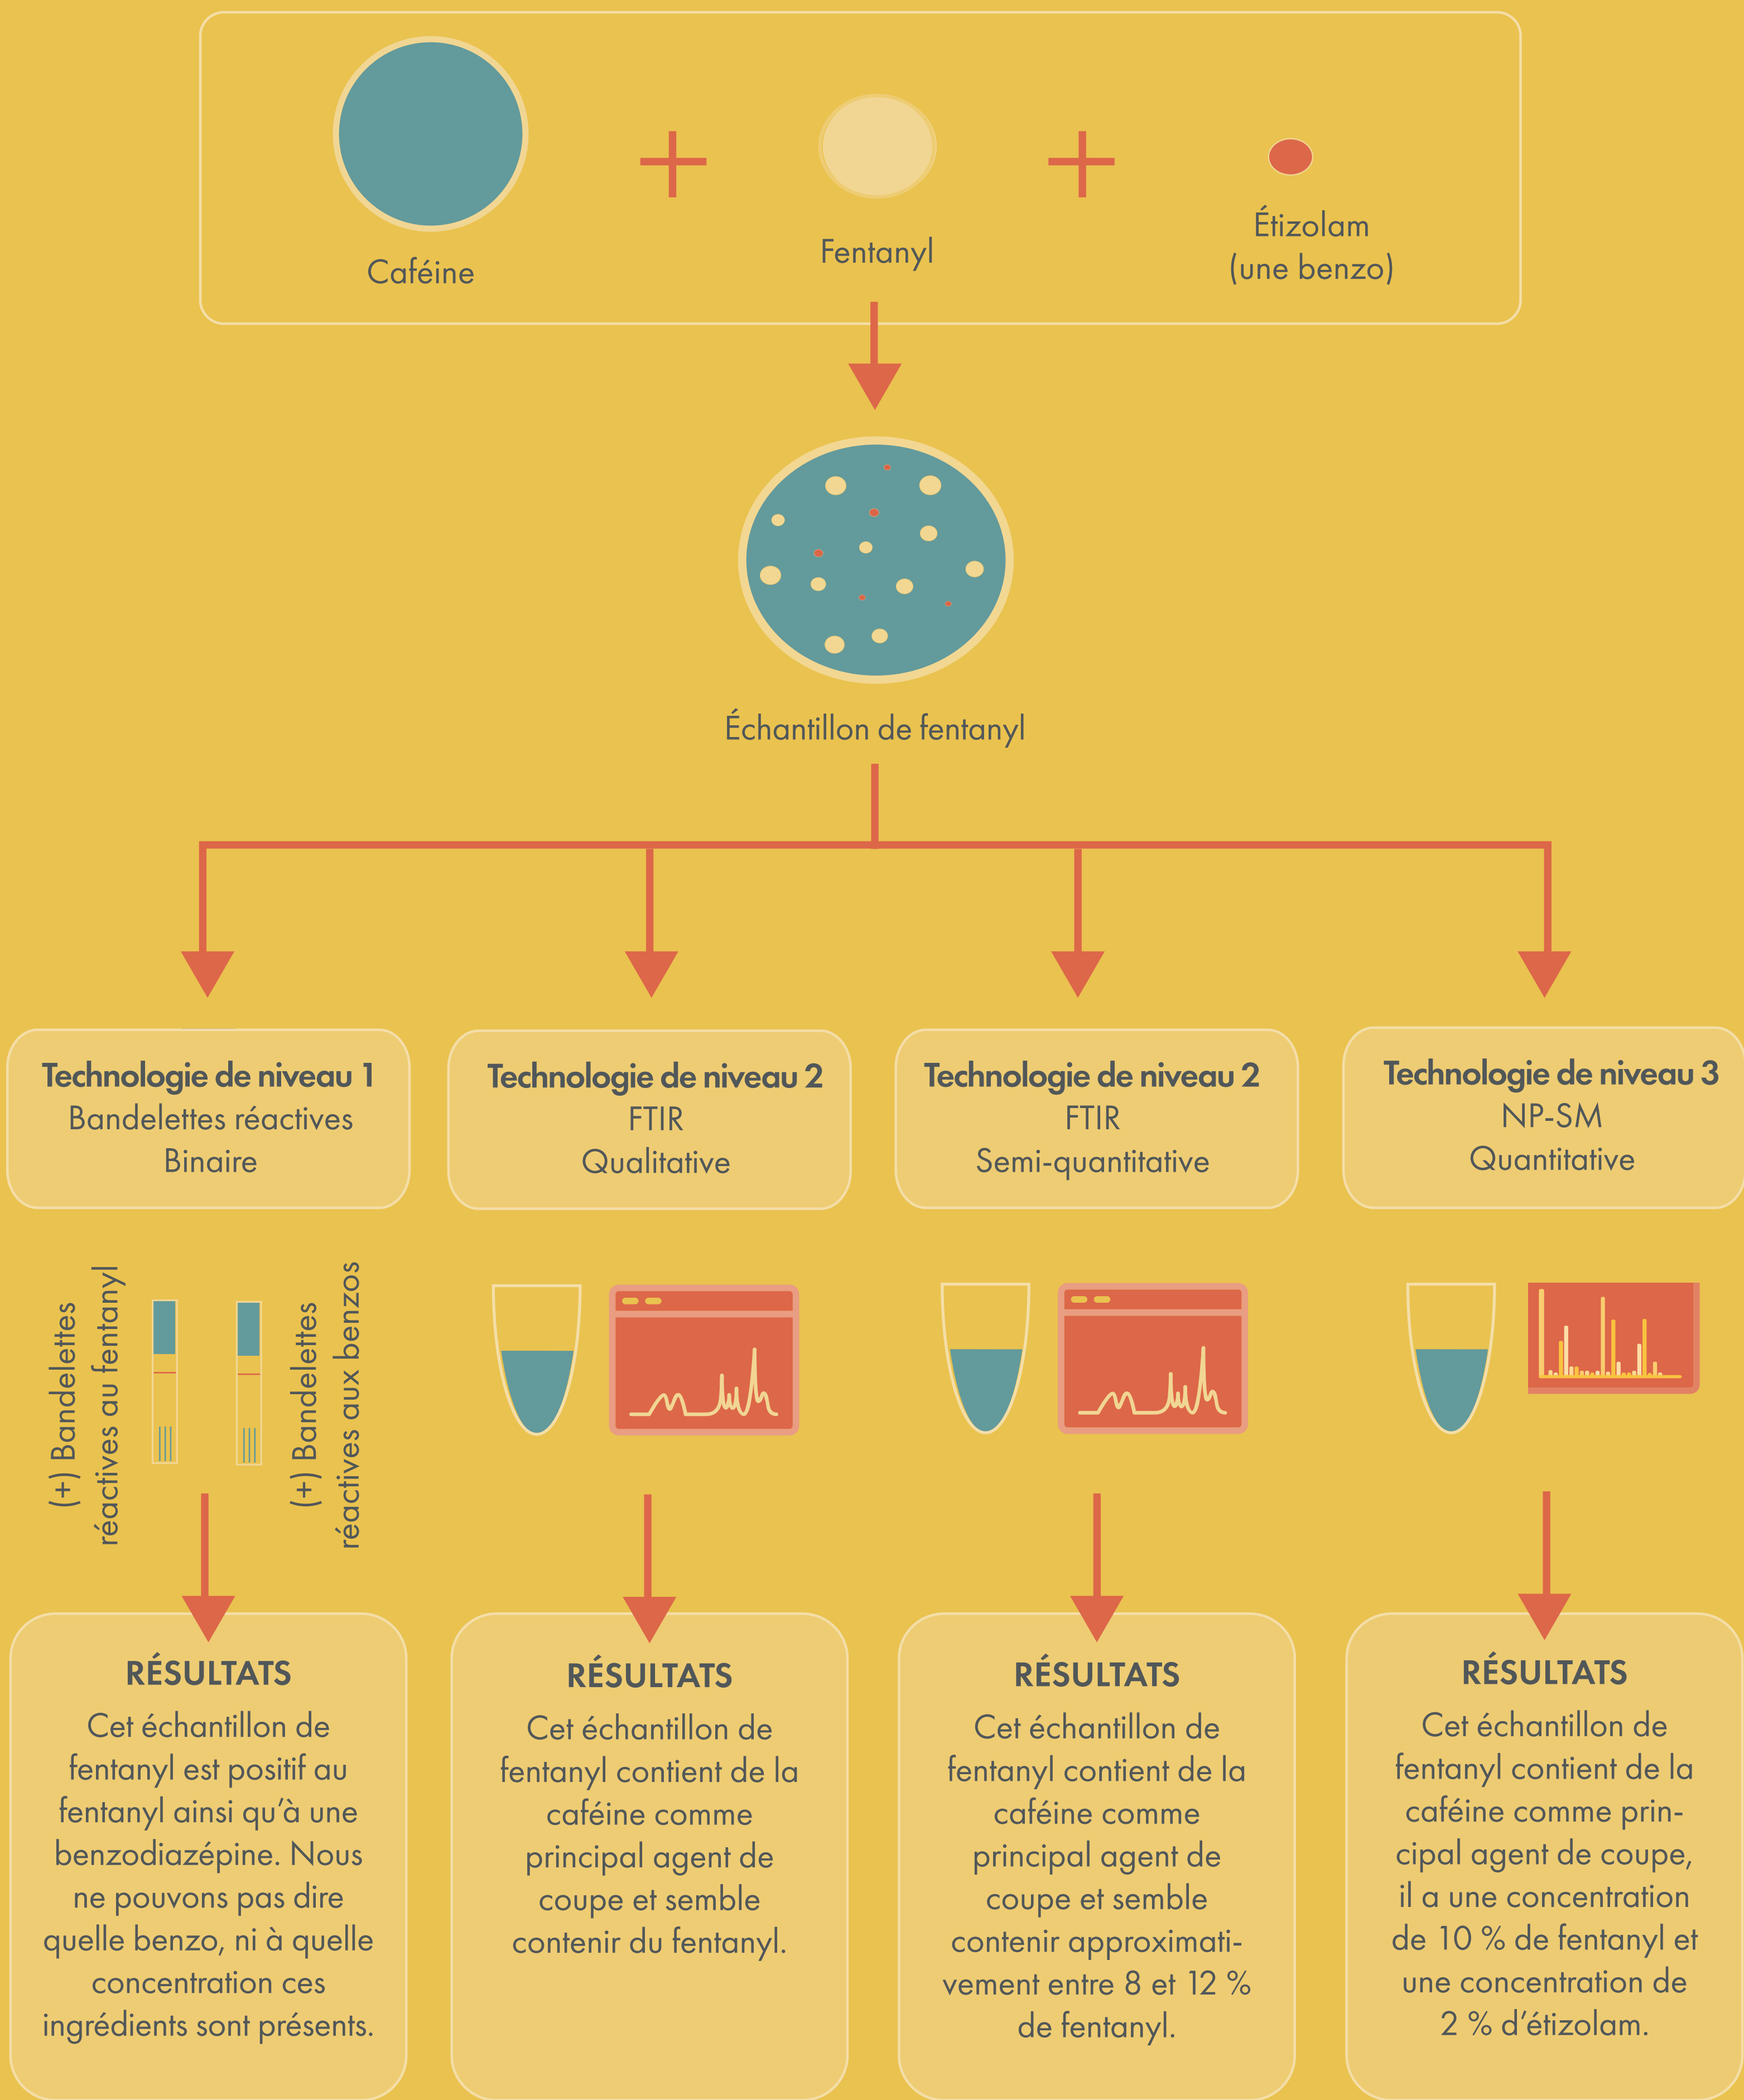 Caféine
Fentanyl
Étizolam
(une benzo)
Échantillon de fentanyl
Technologie de niveau 1
Bandelettes réactives
Binaire
Technologie de niveau 2
FTIR
Qualitative
Technologie de niveau 2
FTIR
Semi-quantitative
Technologie de niveau 3
NP-SM
Quantitative
(+) Bandelettes
réactives au fentanyl
(+) Bandelettes
réactives aux benzos
RÉSULTATS
Cet échantillon de
fentanyl est positif au
fentanyl ainsi qu’à une
benzodiazépine. Nous
ne pouvons pas dire
quelle benzo, ni à quelle
concentration ces
ingrédients sont présents.
RÉSULTATS
Cet échantillon de
fentanyl contient de la
caféine comme
principal agent de
coupe et semble
contenir du fentanyl.
RÉSULTATS
Cet échantillon de
fentanyl contient de la
caféine comme
principal agent de
coupe et semble
contenir approximati-
vement entre 8 et 12 %
de fentanyl.
RÉSULTATS
Cet échantillon de
fentanyl contient de la
caféine comme prin-
cipal agent de coupe,
il a une concentration
de 10 % de fentanyl et
une concentration de
2 % d’étizolam.